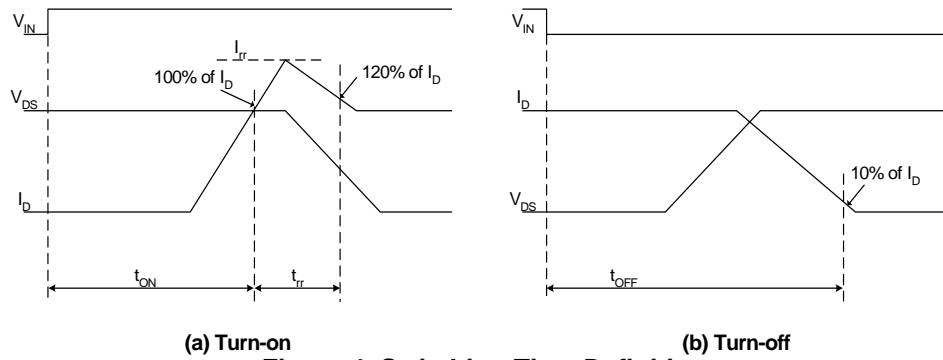 V_IN
I_rr
100% of I_D
120% of I_D
V_DS
I_D
t_ON
t_rr
(a) Turn-on
V_IN
I_D
V_DS
10% of I_D
t_OFF
(b) Turn-off